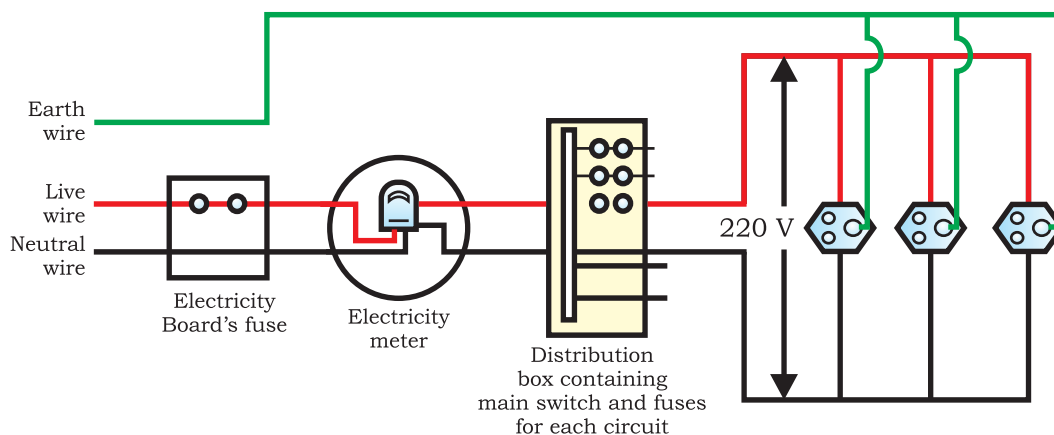 Earth
wire
Live
wire
Neutral
wire
Electricity
Board's fuse
Electricity
meter
Distribution
box containing
main switch and fuses
for each circuit
220 V